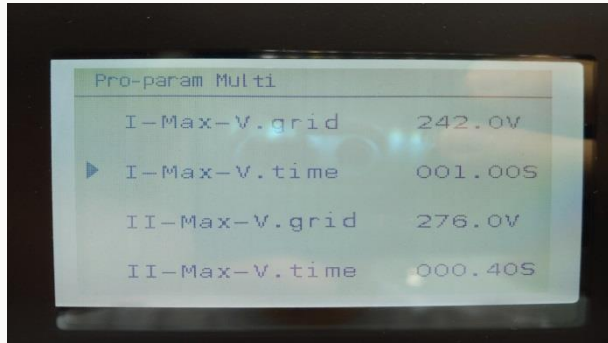 Pro-param Multi
I-Max-V.grid 242.0V
I-Max-V.time 001.00S
II-Max-V.grid 276.0V
II-Max-V.time 000.40S